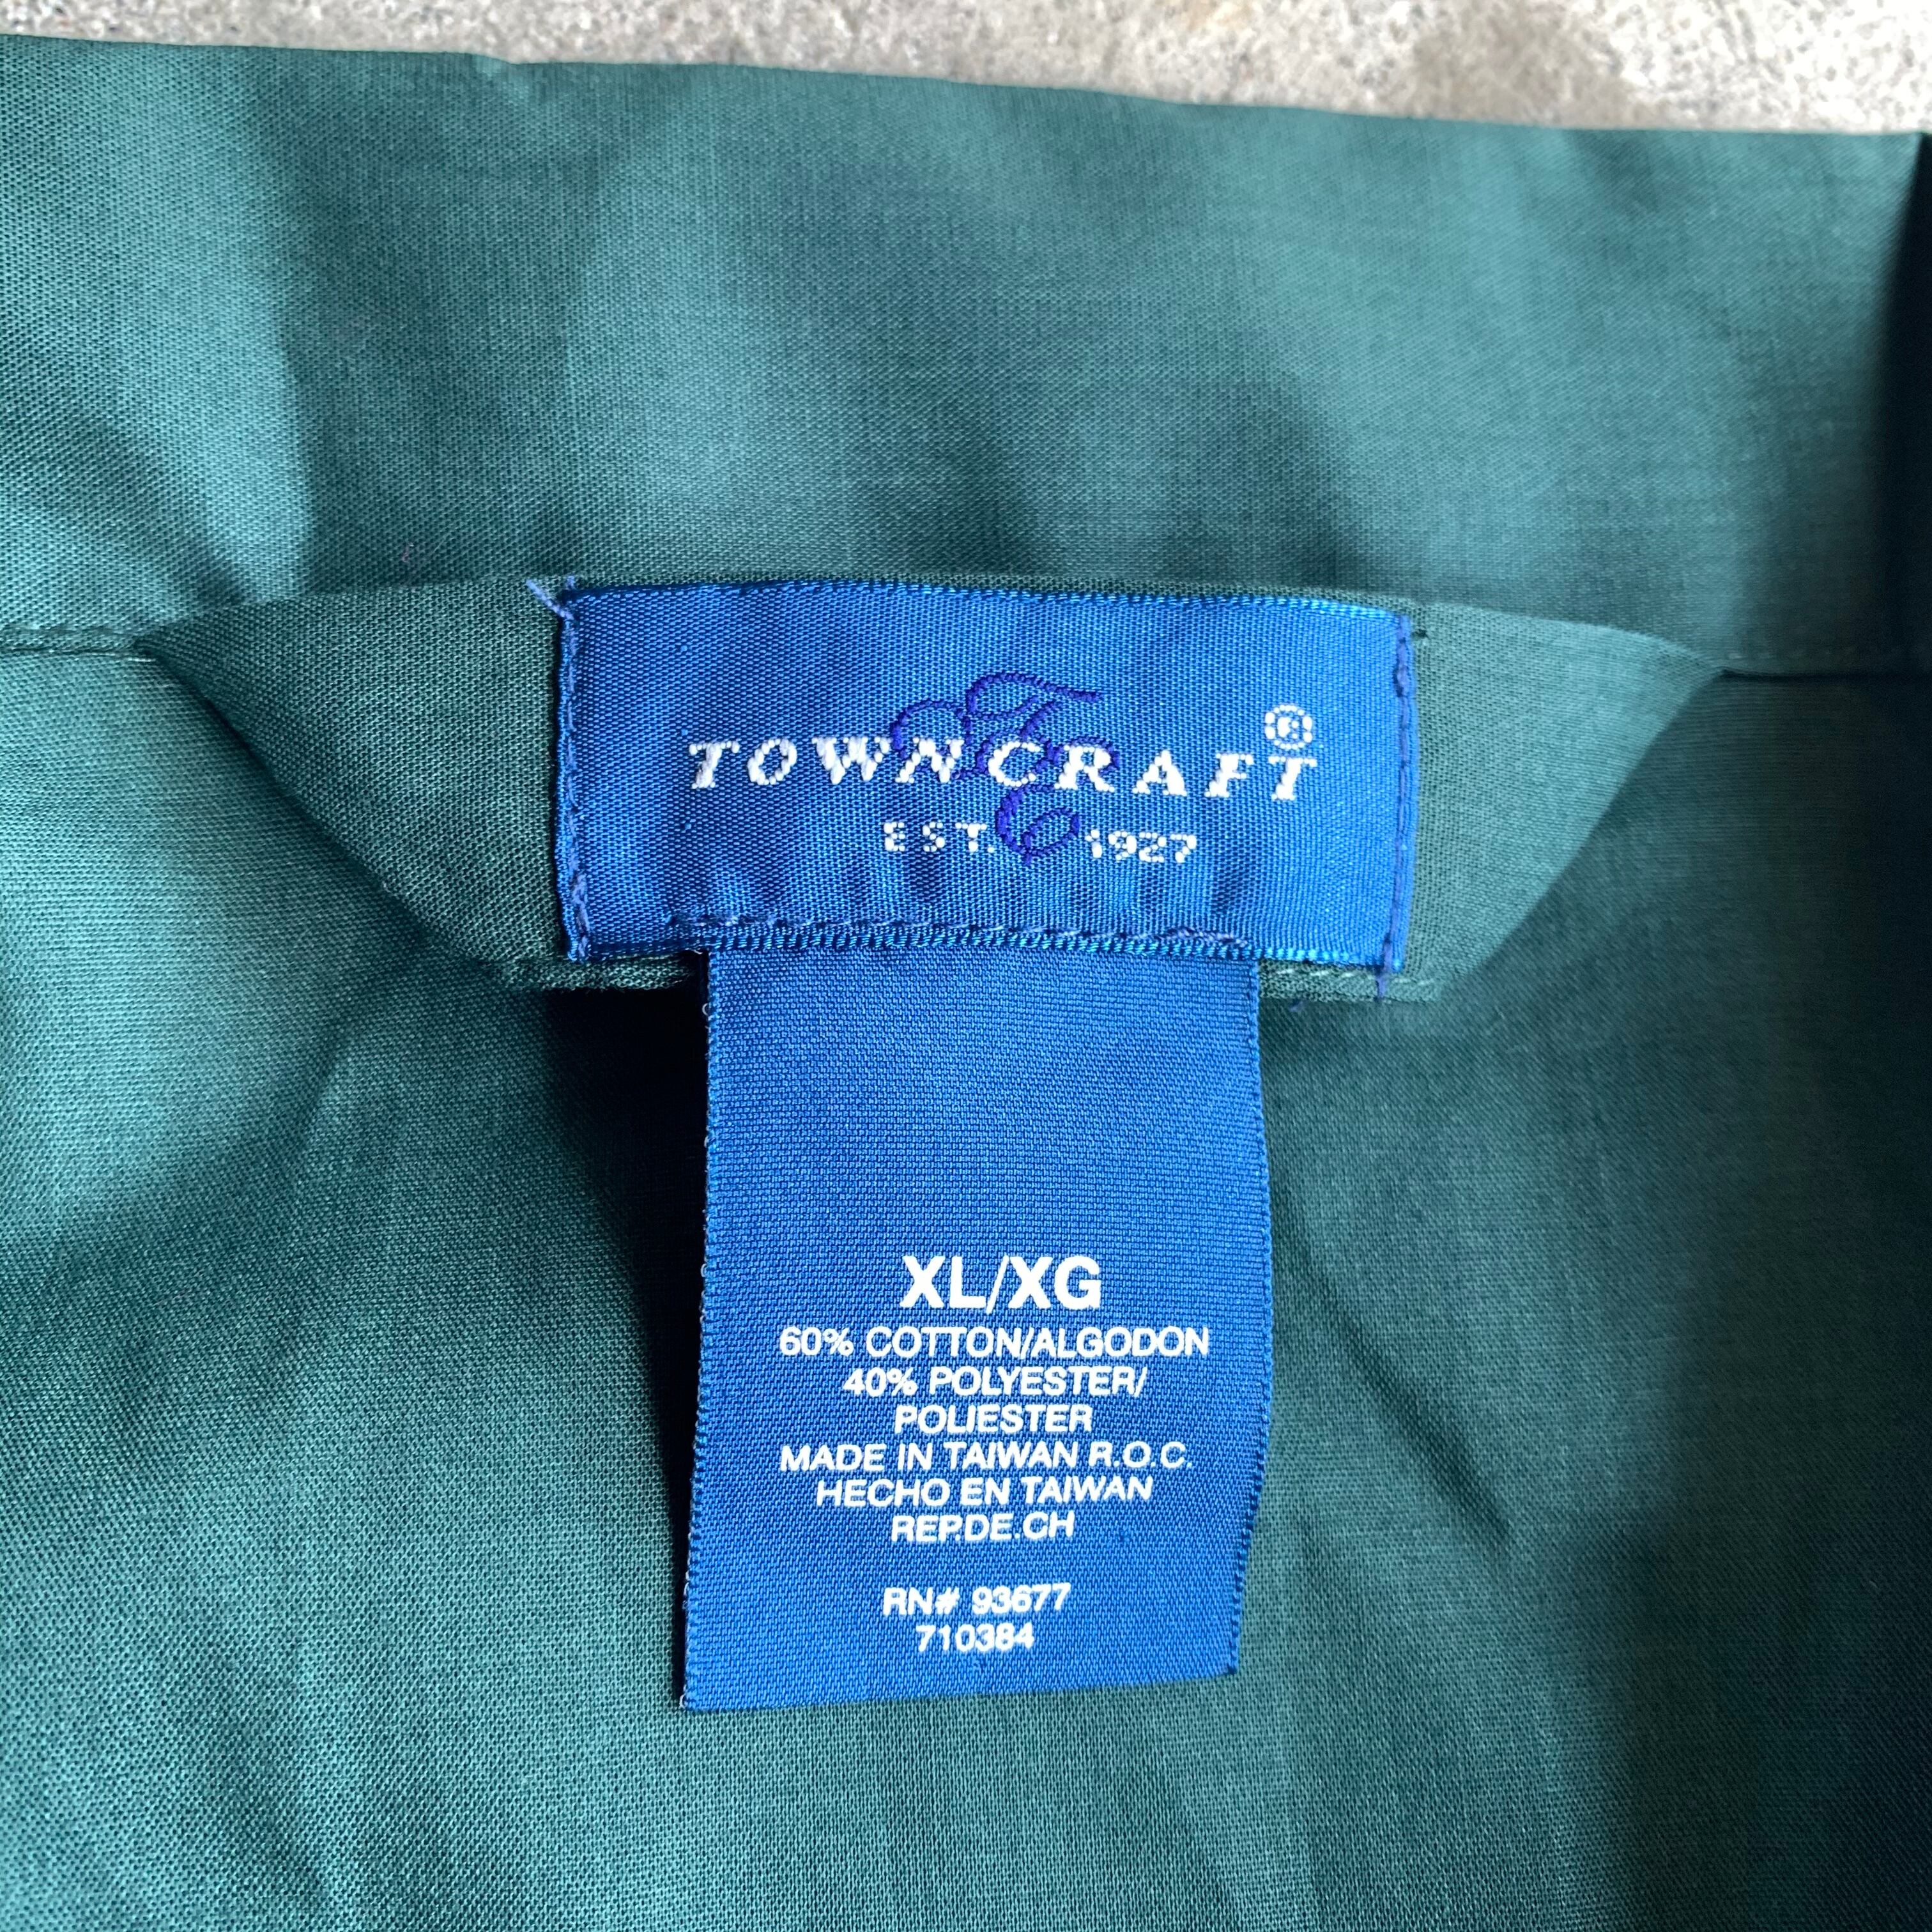 TOWNCRAFT®
TC
EST. 1927
XL/XG
60% COTTON/ALGODON
40% POLYESTER/
POLIESTER
MADE IN TAIWAN R.O.C.
HECHO EN TAIWAN
REP.DE.CH
RN# 93677
710384